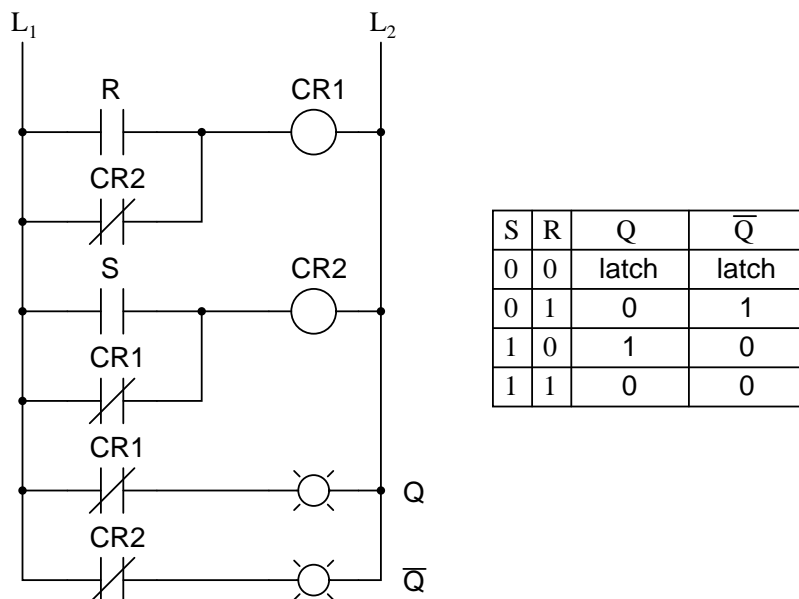 L1 L2
R CR1
CR2
S CR2
CR1
CR1
Q
CR2
Q̅
S R Q Q̅
0 0 latch latch
0 1 0 1
1 0 1 0
1 1 0 0